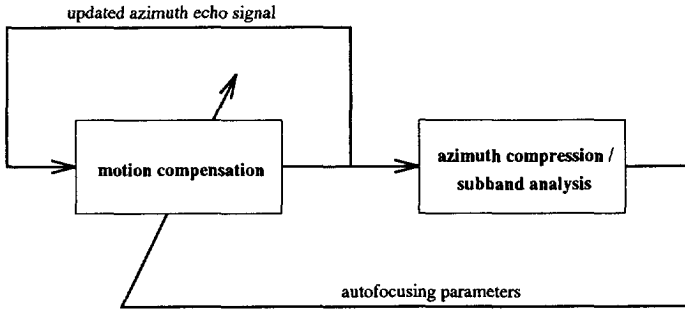 updated azimuth echo signal
motion compensation
azimuth compression /
subband analysis
autofocusing parameters